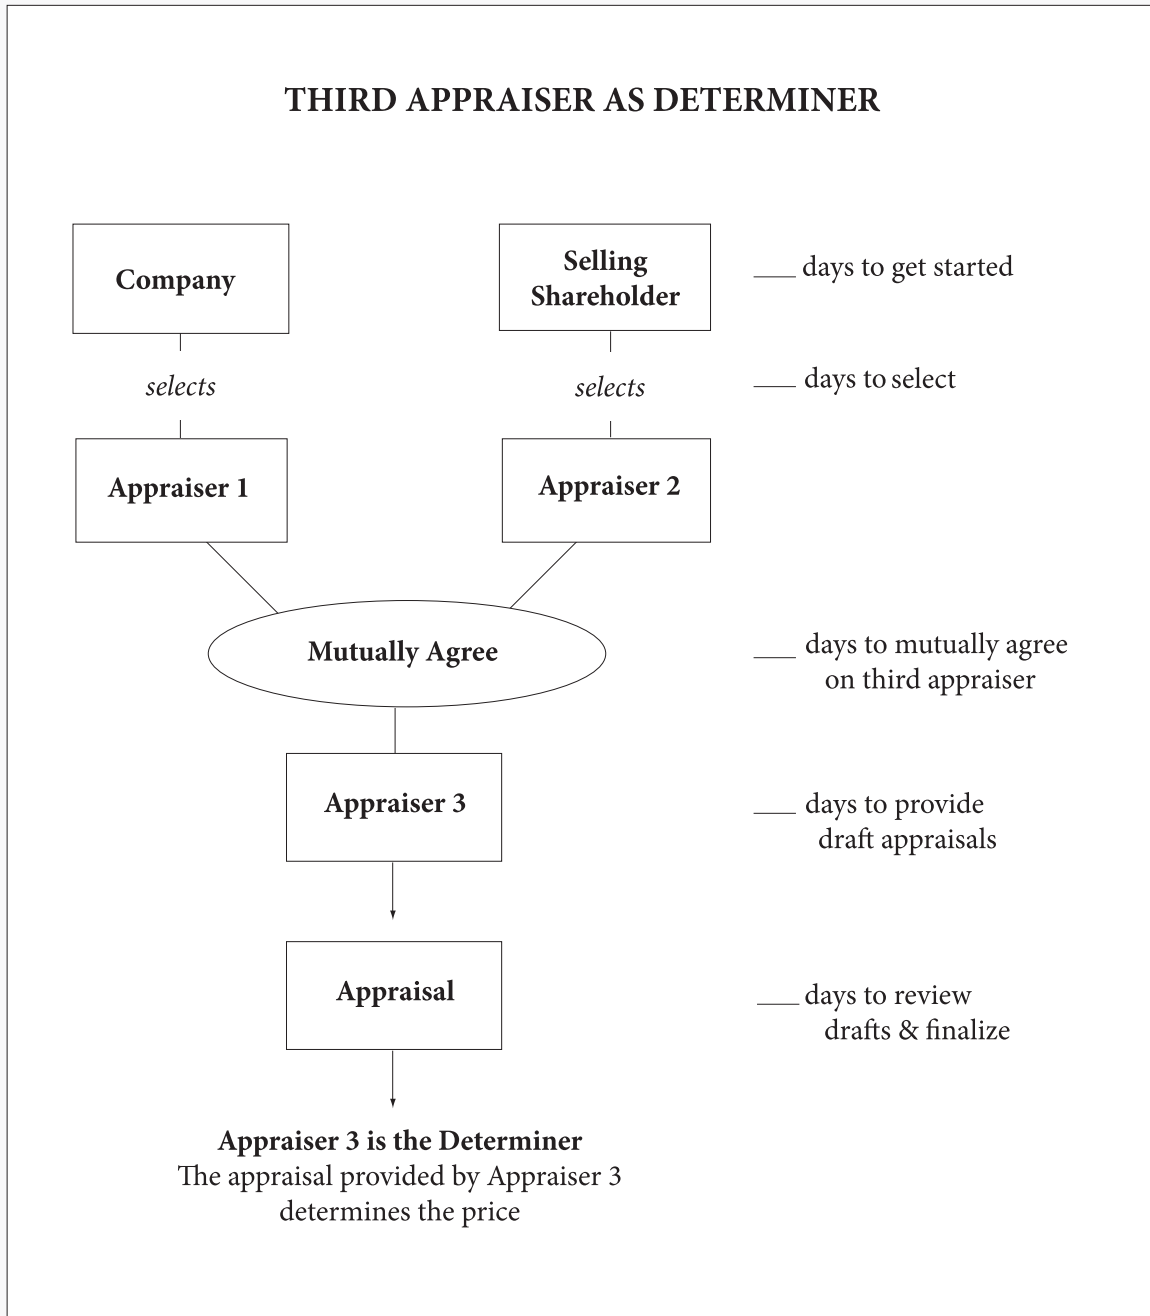 THIRD APPRAISER AS DETERMINER
Company
Selling
Shareholder
___ days to get started
selects
selects
___ days to select
Appraiser 1
Appraiser 2
Mutually Agree
___ days to mutually agree
on third appraiser
Appraiser 3
___ days to provide
draft appraisals
Appraisal
___ days to review
drafts & finalize
Appraiser 3 is the Determiner
The appraisal provided by Appraiser 3
determines the price